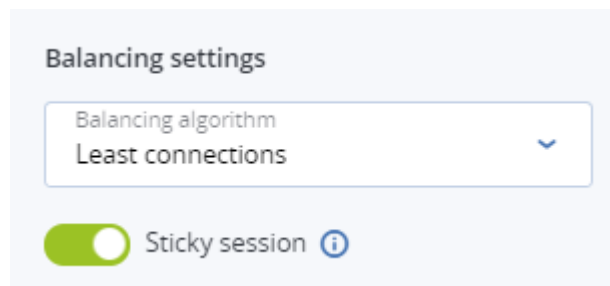 Balancing settings
Balancing algorithm
Least connections
Sticky session